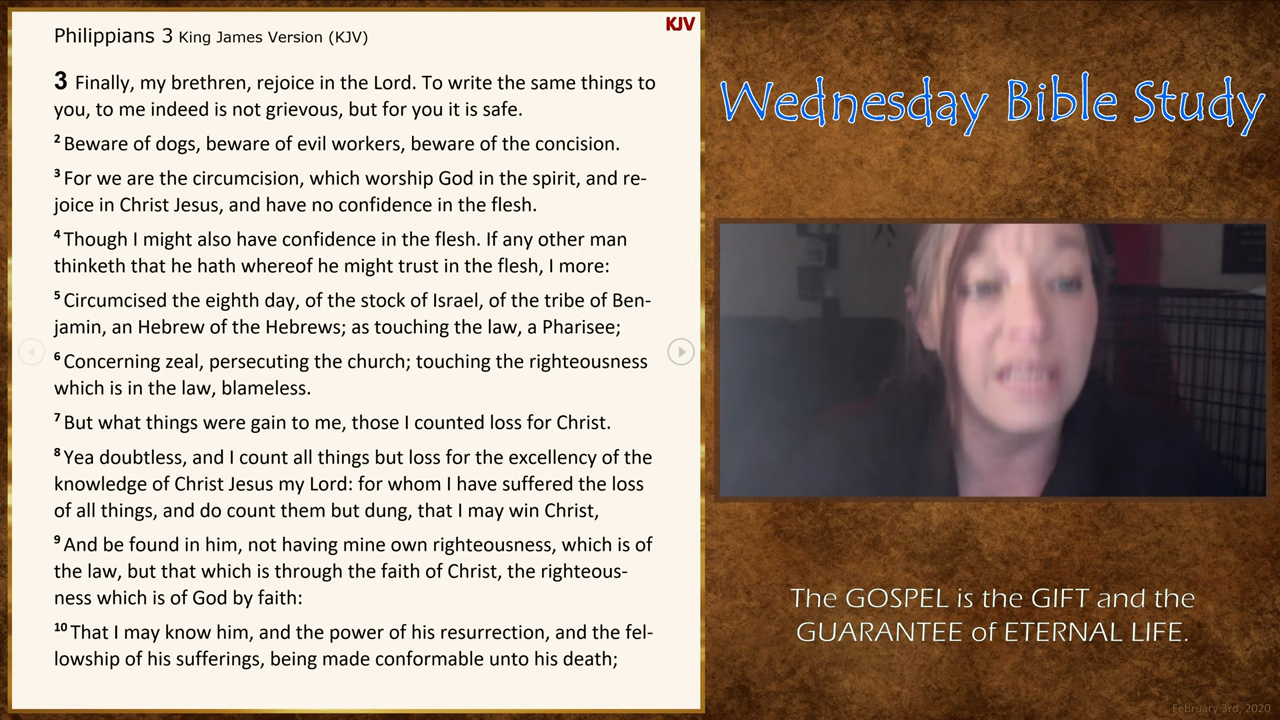 Philippians 3 King James Version (KJV)
KJV
3 Finally, my brethren, rejoice in the Lord. To write the same things to
you, to me indeed is not grievous, but for you it is safe.
2 Beware of dogs, beware of evil workers, beware of the concision.
3 For we are the circumcision, which worship God in the spirit, and re-
joice in Christ Jesus, and have no confidence in the flesh.
4 Though I might also have confidence in the flesh. If any other man
thinketh that he hath whereof he might trust in the flesh, I more:
5 Circumcised the eighth day, of the stock of Israel, of the tribe of Ben-
jamin, an Hebrew of the Hebrews; as touching the law, a Pharisee;
6 Concerning zeal, persecuting the church; touching the righteousness
which is in the law, blameless.
7 But what things were gain to me, those I counted loss for Christ.
8 Yea doubtless, and I count all things but loss for the excellency of the
knowledge of Christ Jesus my Lord: for whom I have suffered the loss
of all things, and do count them but dung, that I may win Christ,
9 And be found in him, not having mine own righteousness, which is of
the law, but that which is through the faith of Christ, the righteous-
ness which is of God by faith:
10 That I may know him, and the power of his resurrection, and the fel-
lowship of his sufferings, being made conformable unto his death;
Wednesday Bible Study
The GOSPEL is the GIFT and the
GUARANTEE of ETERNAL LIFE.
February 3rd, 2020